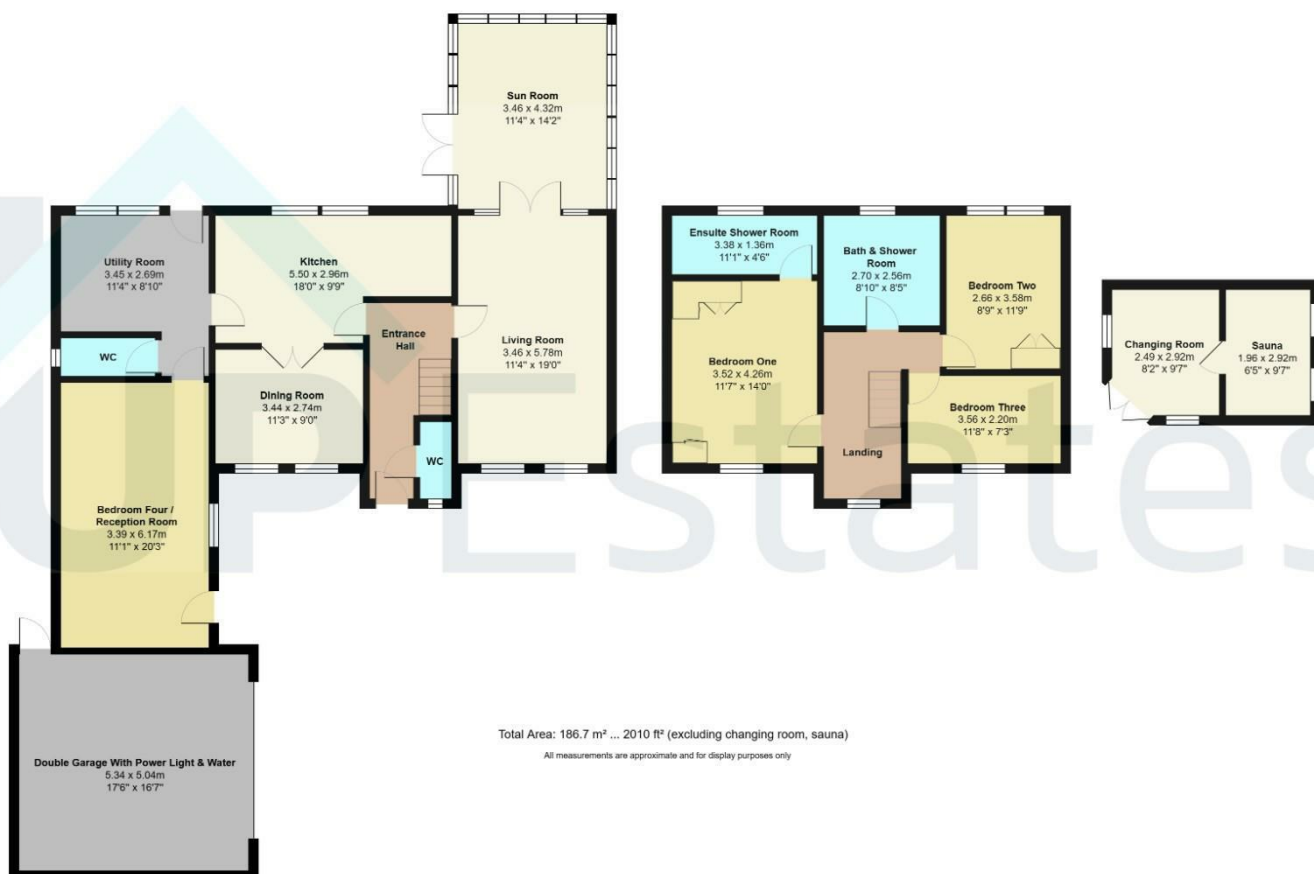 Sun Room
3.46 x 4.32m
11'4" x 14'2"
Utility Room
3.45 x 2.69m
11'4" x 8'10"
Kitchen
5.50 x 2.96m
18'0" x 9'9"
WC
Entrance
Hall
Living Room
3.46 x 5.78m
11'4" x 19'0"
Dining Room
3.44 x 2.74m
11'3" x 9'0"
WC
Bedroom Four /
Reception Room
3.39 x 6.17m
11'1" x 20'3"
Double Garage With Power Light & Water
5.34 x 5.04m
17'6" x 16'7"
Ensuite Shower Room
3.38 x 1.36m
11'1" x 4'6"
Bath & Shower
Room
2.70 x 2.56m
8'10" x 8'5"
Bedroom Two
2.66 x 3.58m
8'9" x 11'9"
Bedroom One
3.52 x 4.26m
11'7" x 14'0"
Bedroom Three
3.56 x 2.20m
11'8" x 7'3"
Landing
Changing Room
2.49 x 2.92m
8'2" x 9'7"
Sauna
1.96 x 2.92m
6'5" x 9'7"
UPEstates
Total Area: 186.7 m² ... 2010 ft² (excluding changing room, sauna)
All measurements are approximate and for display purposes only